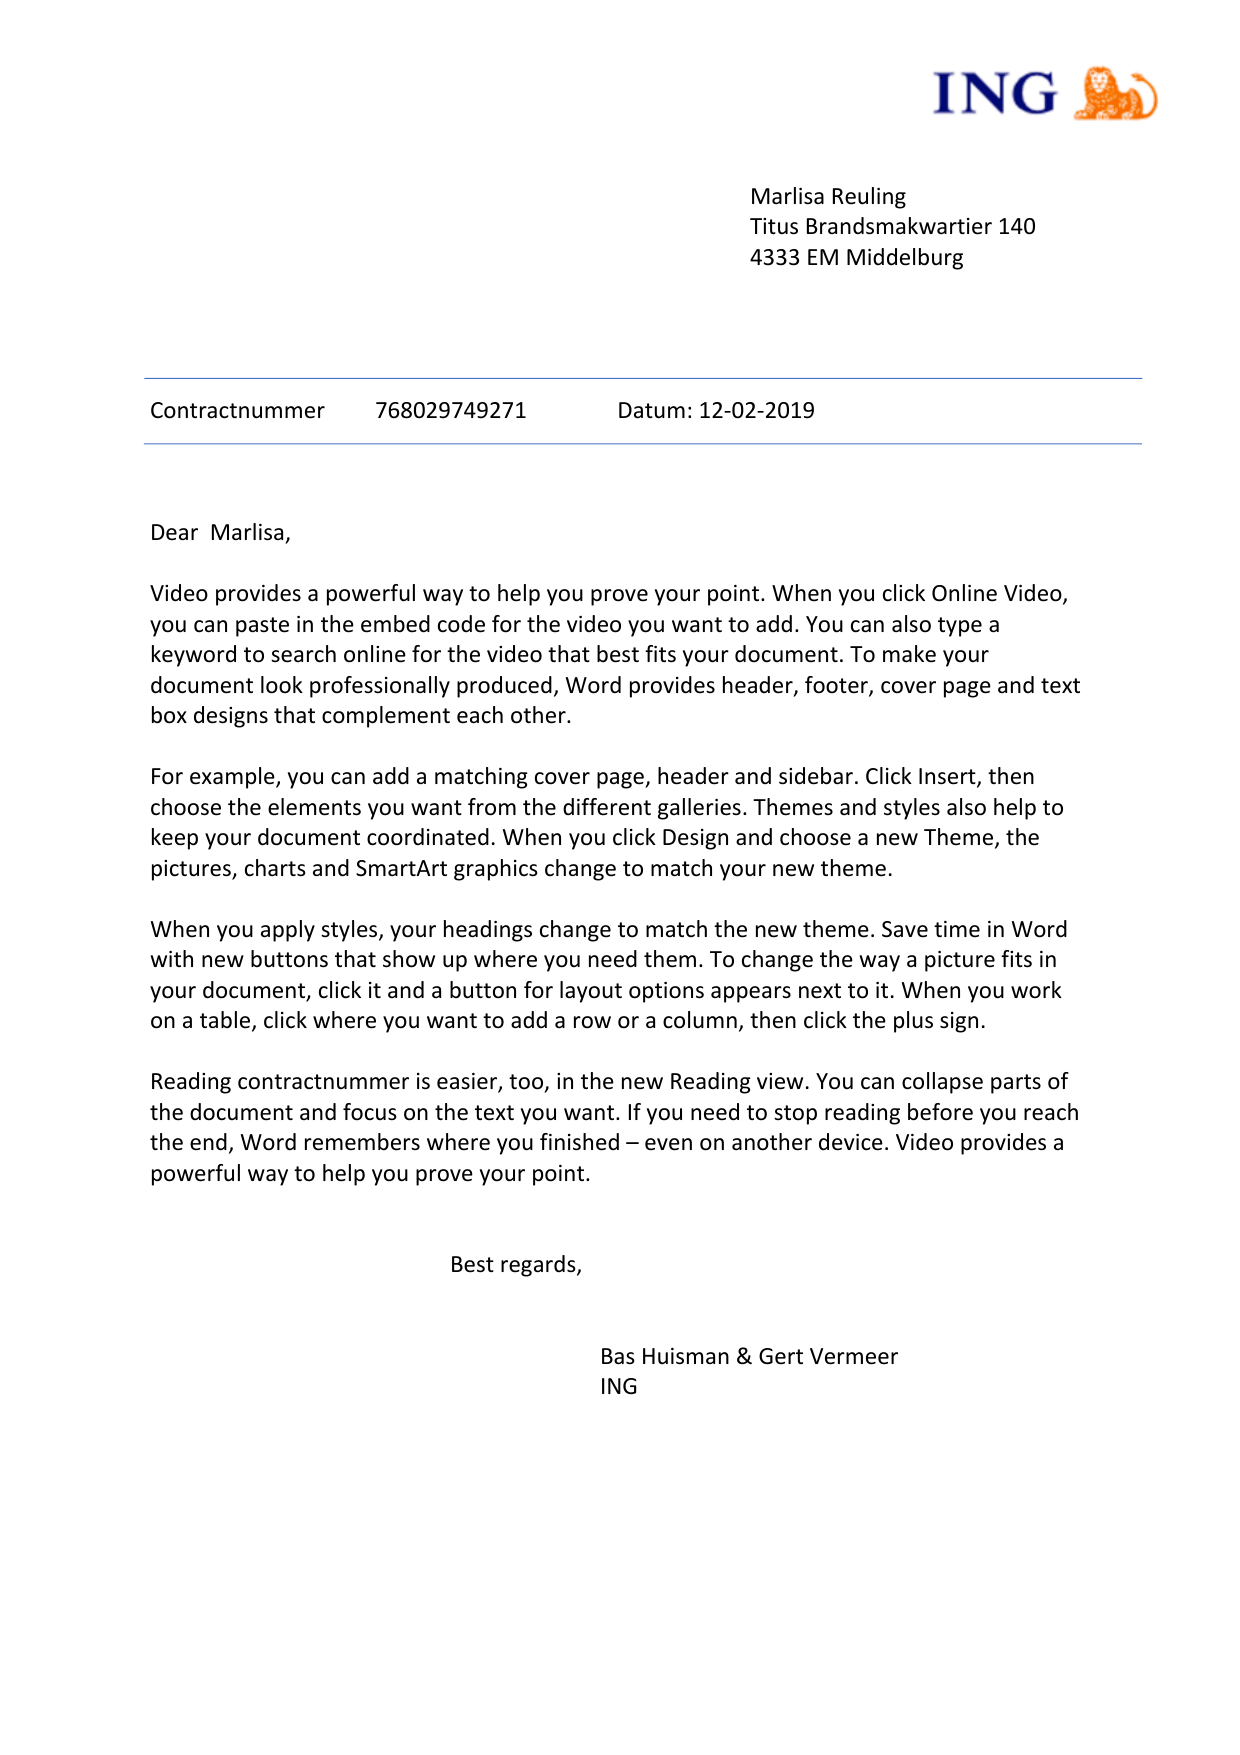 ING
Marlisa Reuling
Titus Brandsmakwartier 140
4333 EM Middelburg
Contractnummer 768029749271 Datum: 12-02-2019
Dear  Marlisa,
Video provides a powerful way to help you prove your point. When you click Online Video,
you can paste in the embed code for the video you want to add. You can also type a
keyword to search online for the video that best fits your document. To make your
document look professionally produced, Word provides header, footer, cover page and text
box designs that complement each other.
For example, you can add a matching cover page, header and sidebar. Click Insert, then
choose the elements you want from the different galleries. Themes and styles also help to
keep your document coordinated. When you click Design and choose a new Theme, the
pictures, charts and SmartArt graphics change to match your new theme.
When you apply styles, your headings change to match the new theme. Save time in Word
with new buttons that show up where you need them. To change the way a picture fits in
your document, click it and a button for layout options appears next to it. When you work
on a table, click where you want to add a row or a column, then click the plus sign.
Reading contractnummer is easier, too, in the new Reading view. You can collapse parts of
the document and focus on the text you want. If you need to stop reading before you reach
the end, Word remembers where you finished – even on another device. Video provides a
powerful way to help you prove your point.
Best regards,
Bas Huisman & Gert Vermeer
ING